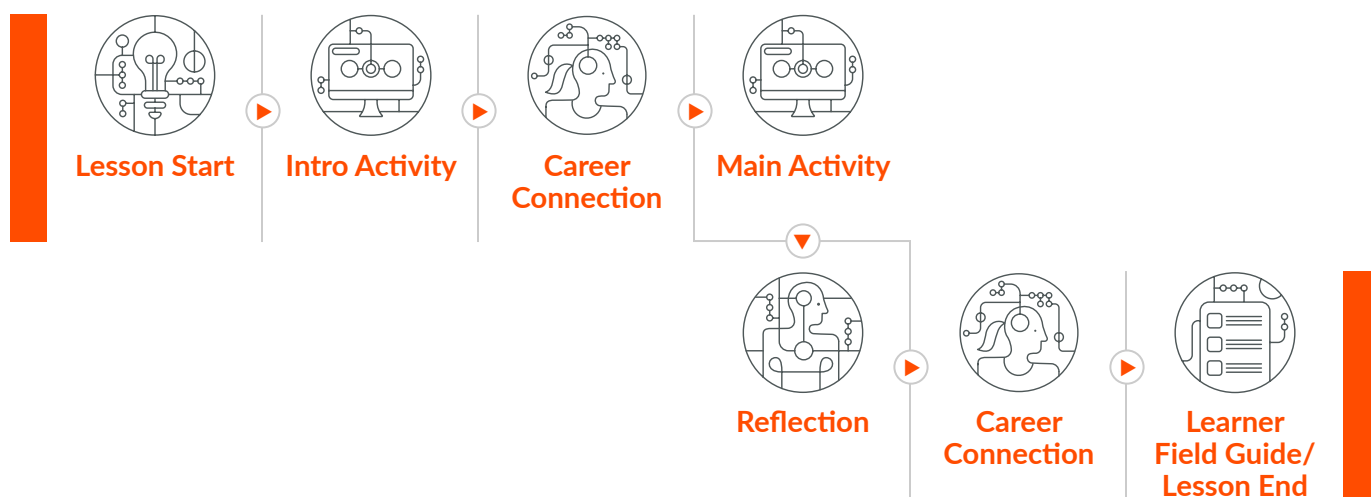 Lesson Start
Intro Activity
Career
Connection
Main Activity
Reflection
Career
Connection
Learner
Field Guide/
Lesson End